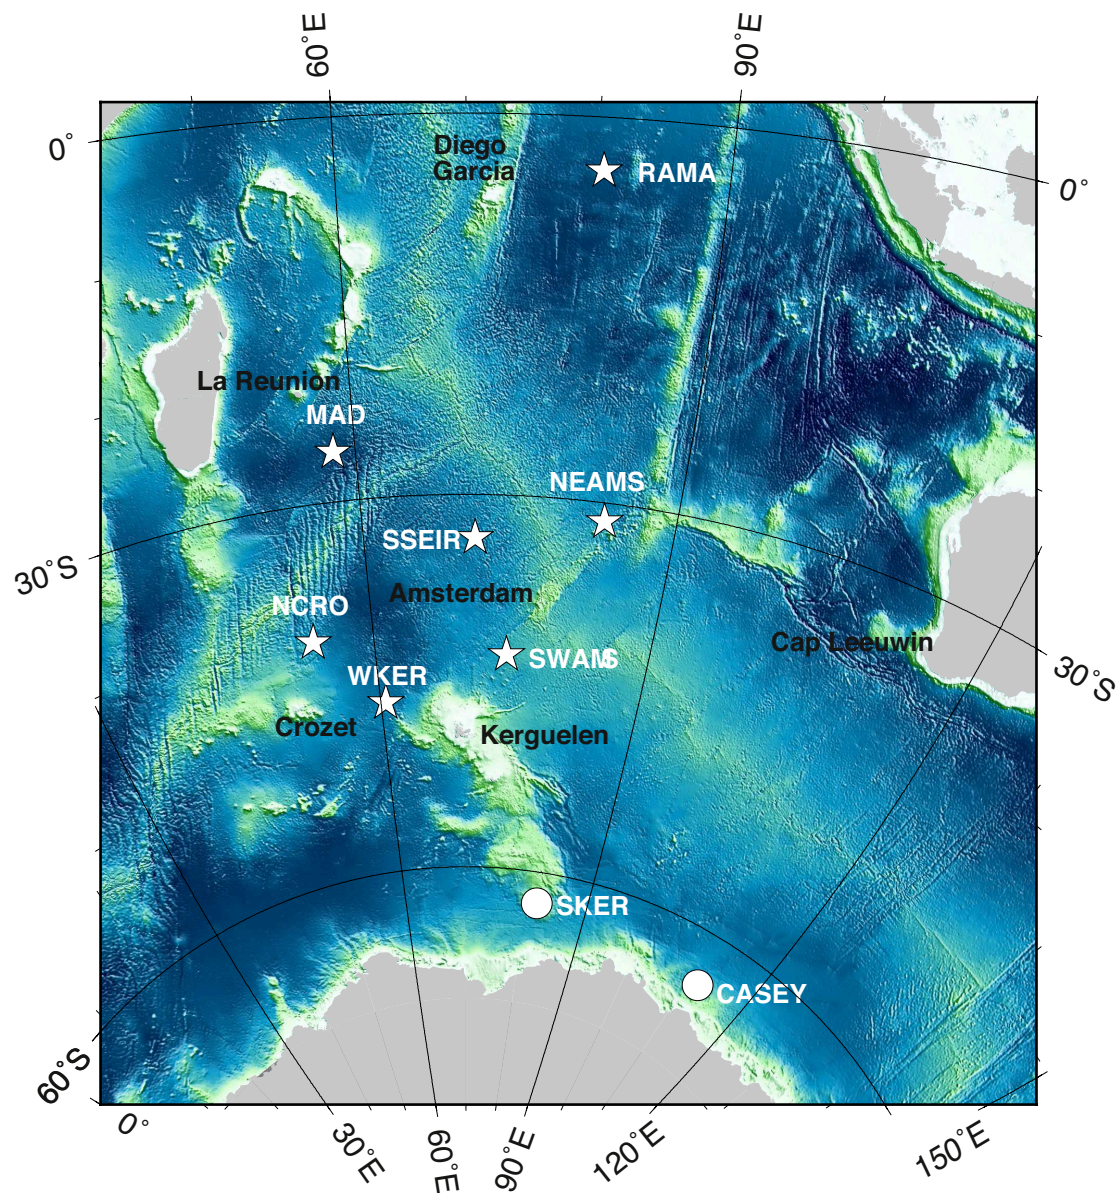 60°E
90°E
0°
Diego
Garcia
RAMA
0°
La Reunion
MAD
NEAMS
SSEIR
30°S
Amsterdam
NCRO
Cap Leeuwin
SWAMS
30°S
WKER
Crozet
Kerguelen
SKER
CASEY
60°S
0°
30°E
60°E
90°E
120°E
150°E